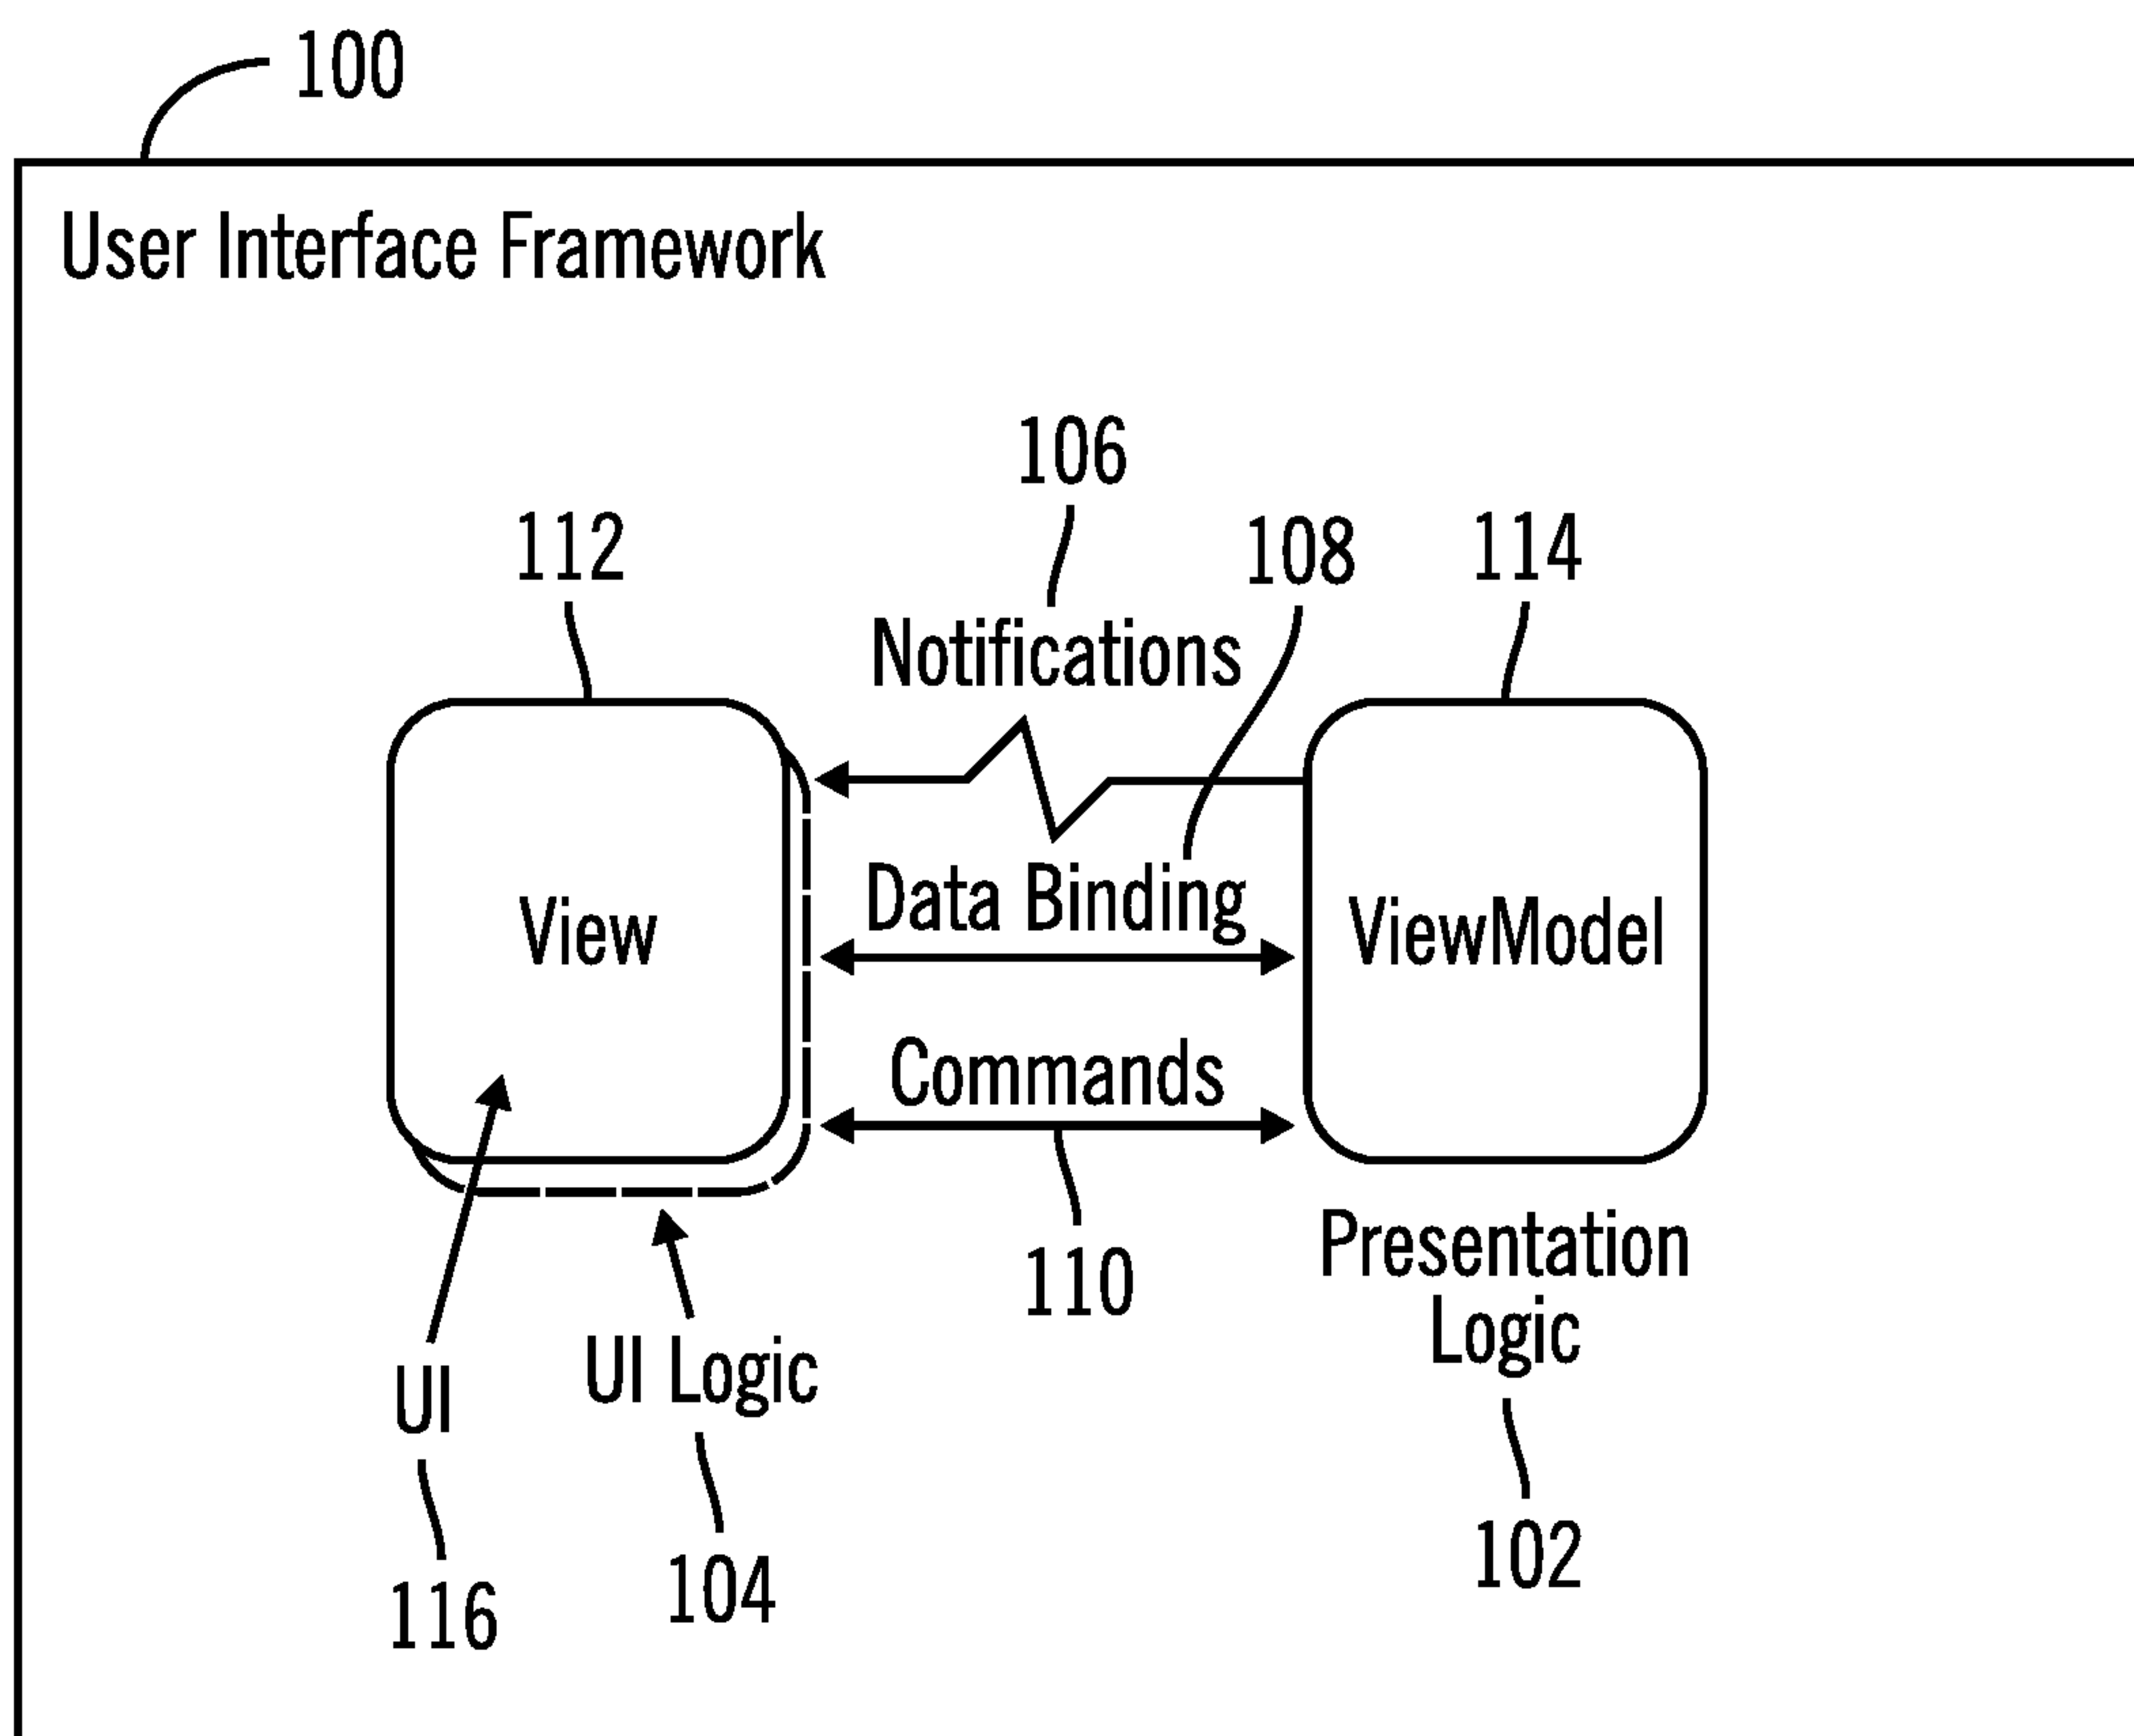 100
User Interface Framework
106
112
108
114
Notifications
Data Binding
View
ViewModel
Commands
Presentation
Logic
110
UI Logic
UI
102
104
116